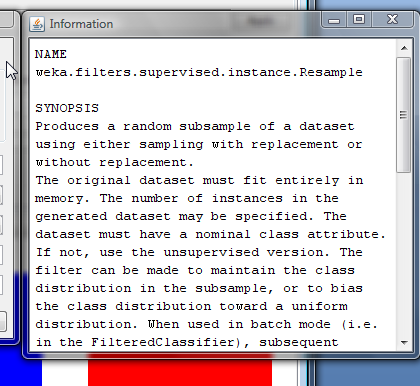 Information
NAME
weka.filters.supervised.instance.Resample
SYNOPSIS
Produces a random subsample of a dataset
using either sampling with replacement or
without replacement.
The original dataset must fit entirely in
memory. The number of instances in the
generated dataset may be specified. The
dataset must have a nominal class attribute.
If not, use the unsupervised version. The
filter can be made to maintain the class
distribution in the subsample, or to bias
the class distribution toward a uniform
distribution. When used in batch mode (i.e.
in the FilteredClassifier), subsequent